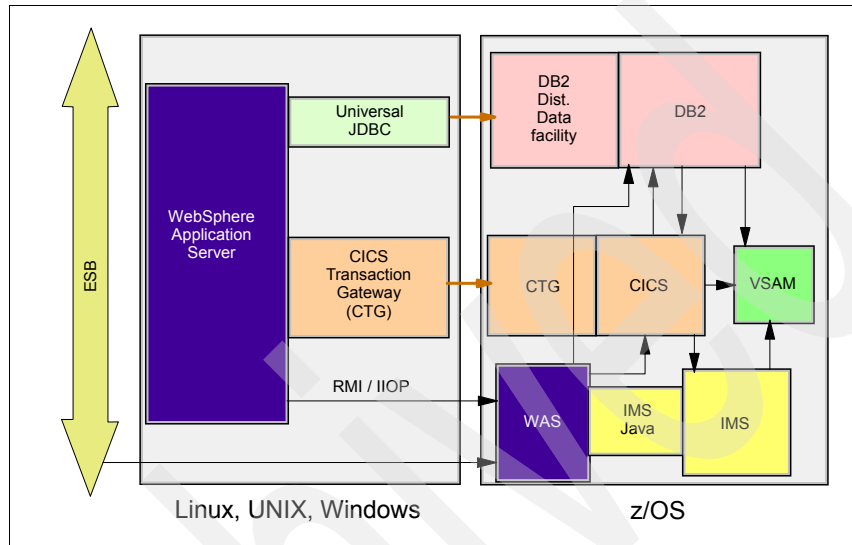 ESB
WebSphere
Application
Server
Universal
JDBC
CICS
Transaction
Gateway
(CTG)
RMI / IIOP
Linux, UNIX, Windows
DB2
Dist.
Data
facility
DB2
CTG
CICS
VSAM
WAS
IMS
Java
IMS
z/OS